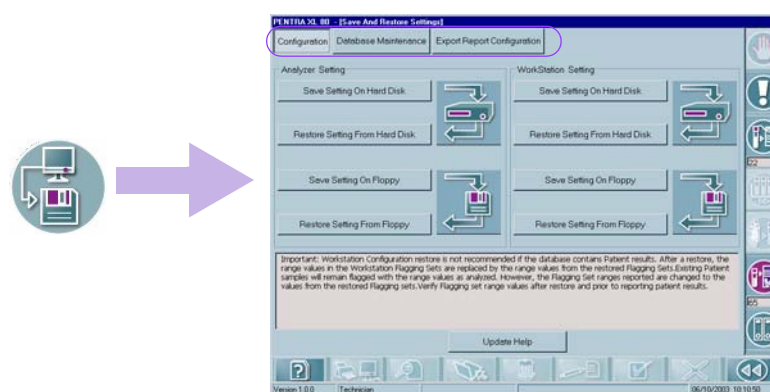 PENTRA XL 80 - [Save And Restore Settings]
Configuration Database Maintenance Export Report Configuration
Analyzer Setting
WorkStation Setting
Save Setting On Hard Disk
Save Setting On Hard Disk
Restore Setting From Hard Disk
Restore Setting From Hard Disk
22
Save Setting On Floppy
Save Setting On Floppy
Restore Setting From Floppy
Restore Setting From Floppy
Important: Workstation Configuration restore is not recommended if the database contains Patient results. After a restore, the
range values in the Workstation Flagging Sets are replaced by the range values from the restored Flagging Sets.Existing Patient
samples will remain flagged with the range values as analyzed. However, the Flagging Set ranges reported are changed to the
values from the restored Flagging sets.Verify Flagging set range values after restore and prior to reporting patient results.
65
Update Help
Version 1.0.0 Technician 06/10/2003 10:10:50